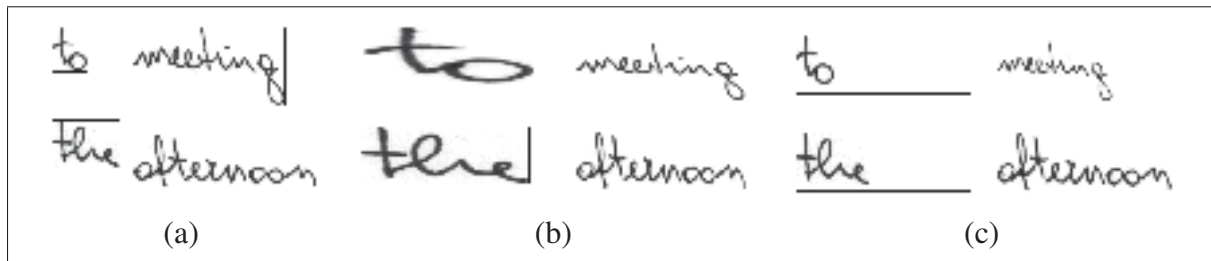 to meeting to meeting to meeting
the afternoon the afternoon the afternoon
(a) (b) (c)